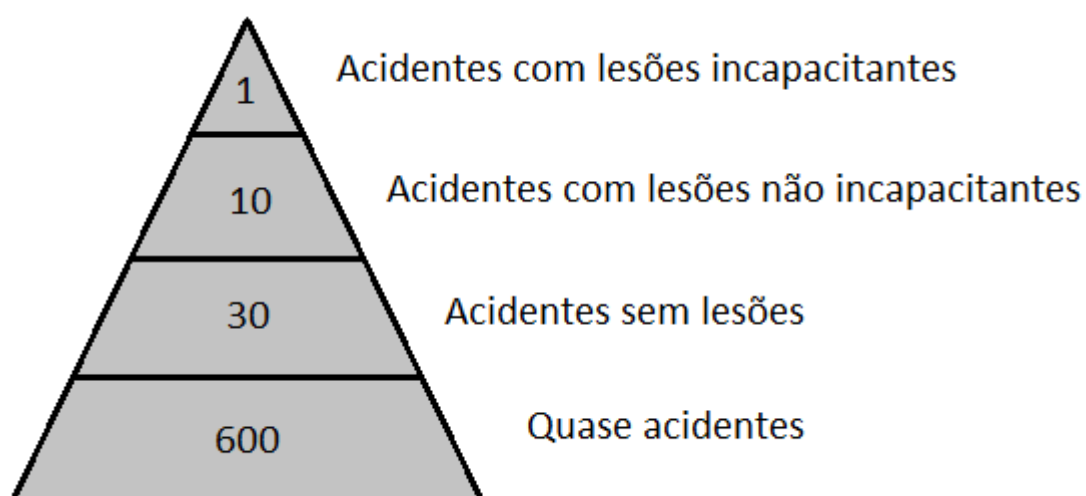 1
Acidentes com lesões incapacitantes
10
Acidentes com lesões não incapacitantes
30
Acidentes sem lesões
600
Quase acidentes